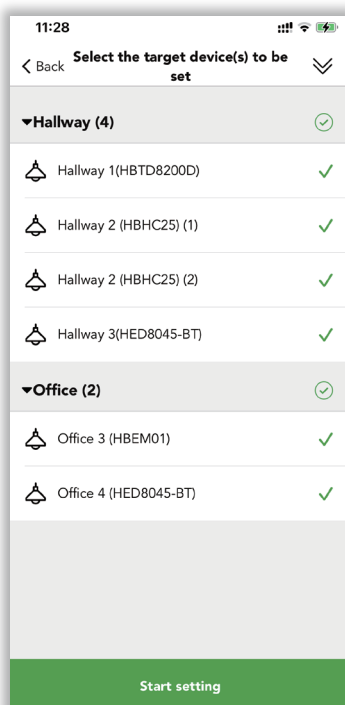 11:28
Back
Select the target device(s) to be
set
Hallway (4)
Hallway 1(HBTD8200D)
Hallway 2 (HBHC25) (1)
Hallway 2 (HBHC25) (2)
Hallway 3(HED8045-BT)
Office (2)
Office 3 (HBEM01)
Office 4 (HED8045-BT)
Start setting